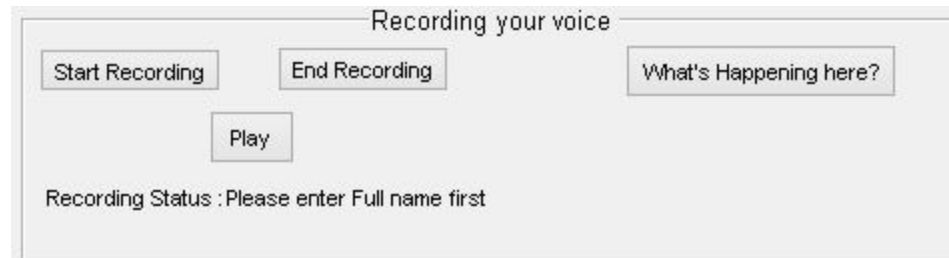 Recording your voice
Start Recording End Recording What's Happening here?
Play
Recording Status :Please enter Full name first